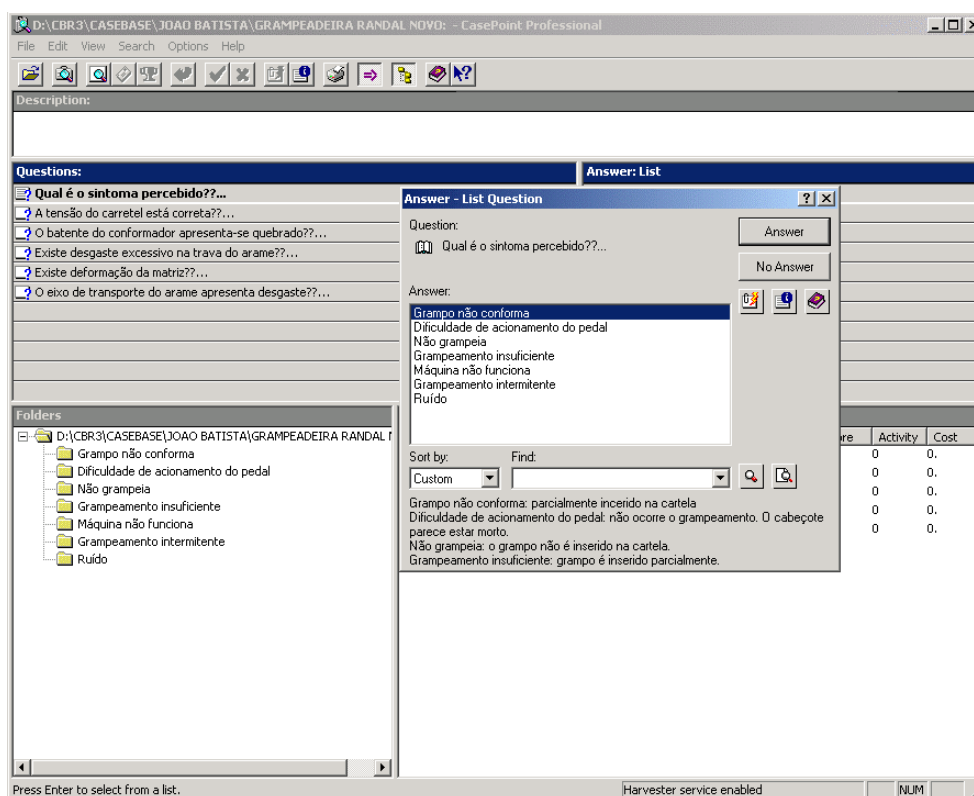 D:\CBR3\CASEBASE\JOAO BATISTA\GRAMPEADEIRA RANDAL NOVO: - CasePoint Professional
File Edit View Search Options Help
Description:
Questions:
Answer: List
Qual é o sintoma percebido??...
A tensão do carretel está correta??...
O batente do conformador apresenta-se quebrado??...
Existe desgaste excessivo na trava do arame??...
Existe deformação da matriz??...
O eixo de transporte do arame apresenta desgaste??...
Answer - List Question
Question:
Qual é o sintoma percebido??...
Answer
No Answer
Answer:
Grampo não conforma
Dificuldade de acionamento do pedal
Não grampeia
Grampeamento insuficiente
Máquina não funciona
Grampeamento intermitente
Ruído
Sort by: Find:
Custom
Grampo não conforma: parcialmente incerido na cartela
Dificuldade de acionamento do pedal: não ocorre o grampeamento. O cabeçote
parece estar morto.
Não grampeia: o grampo não é inserido na cartela.
Grampeamento insuficiente: grampo é inserido parcialmente.
Folders
D:\CBR3\CASEBASE\JOAO BATISTA\GRAMPEADEIRA RANDAL
Grampo não conforma
Dificuldade de acionamento do pedal
Não grampeia
Grampeamento insuficiente
Máquina não funciona
Grampeamento intermitente
Ruído
Activity Cost
0 0.
0 0.
0 0.
0 0.
0 0.
Press Enter to select from a list.
Harvester service enabled
NUM